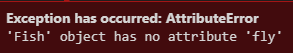 Exception has occurred: AttributeError
'Fish' object has no attribute 'fly'